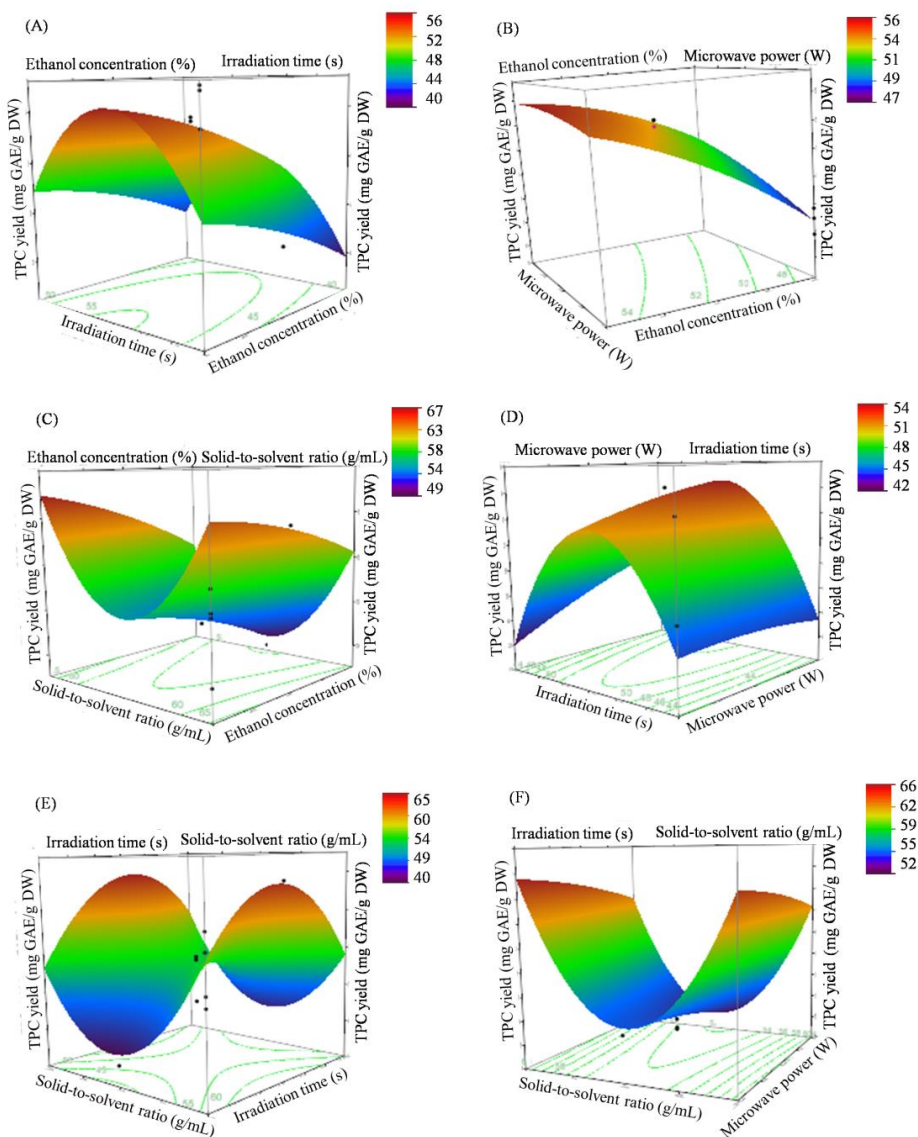 (A)
56
52
48
44
40
Ethanol concentration (%)
Irradiation time (s)
TPC yield (mg GAE/g DW)
TPC yield (mg GAE/g DW)
55
45
Irradiation time (s)
Ethanol concentration (%)
(B)
56
54
51
49
47
Ethanol concentration (%)
Microwave power (W)
TPC yield (mg GAE/g DW)
TPC yield (mg GAE/g DW)
54
52
Microwave power (W)
Ethanol concentration (%)
(C)
67
63
58
54
49
Ethanol concentration (%)
Solid-to-solvent ratio (g/mL)
TPC yield (mg GAE/g DW)
TPC yield (mg GAE/g DW)
60
Solid-to-solvent ratio (g/mL)
Ethanol concentration (%)
(D)
54
51
48
45
42
Microwave power (W)
Irradiation time (s)
TPC yield (mg GAE/g DW)
TPC yield (mg GAE/g DW)
Irradiation time (s)
Microwave power (W)
(E)
65
60
54
49
40
Irradiation time (s)
Solid-to-solvent ratio (g/mL)
TPC yield (mg GAE/g DW)
TPC yield (mg GAE/g DW)
55
60
Solid-to-solvent ratio (g/mL)
Irradiation time (s)
(F)
66
62
59
55
52
Irradiation time (s)
Solid-to-solvent ratio (g/mL)
TPC yield (mg GAE/g DW)
TPC yield (mg GAE/g DW)
Solid-to-solvent ratio (g/mL)
Microwave power (W)